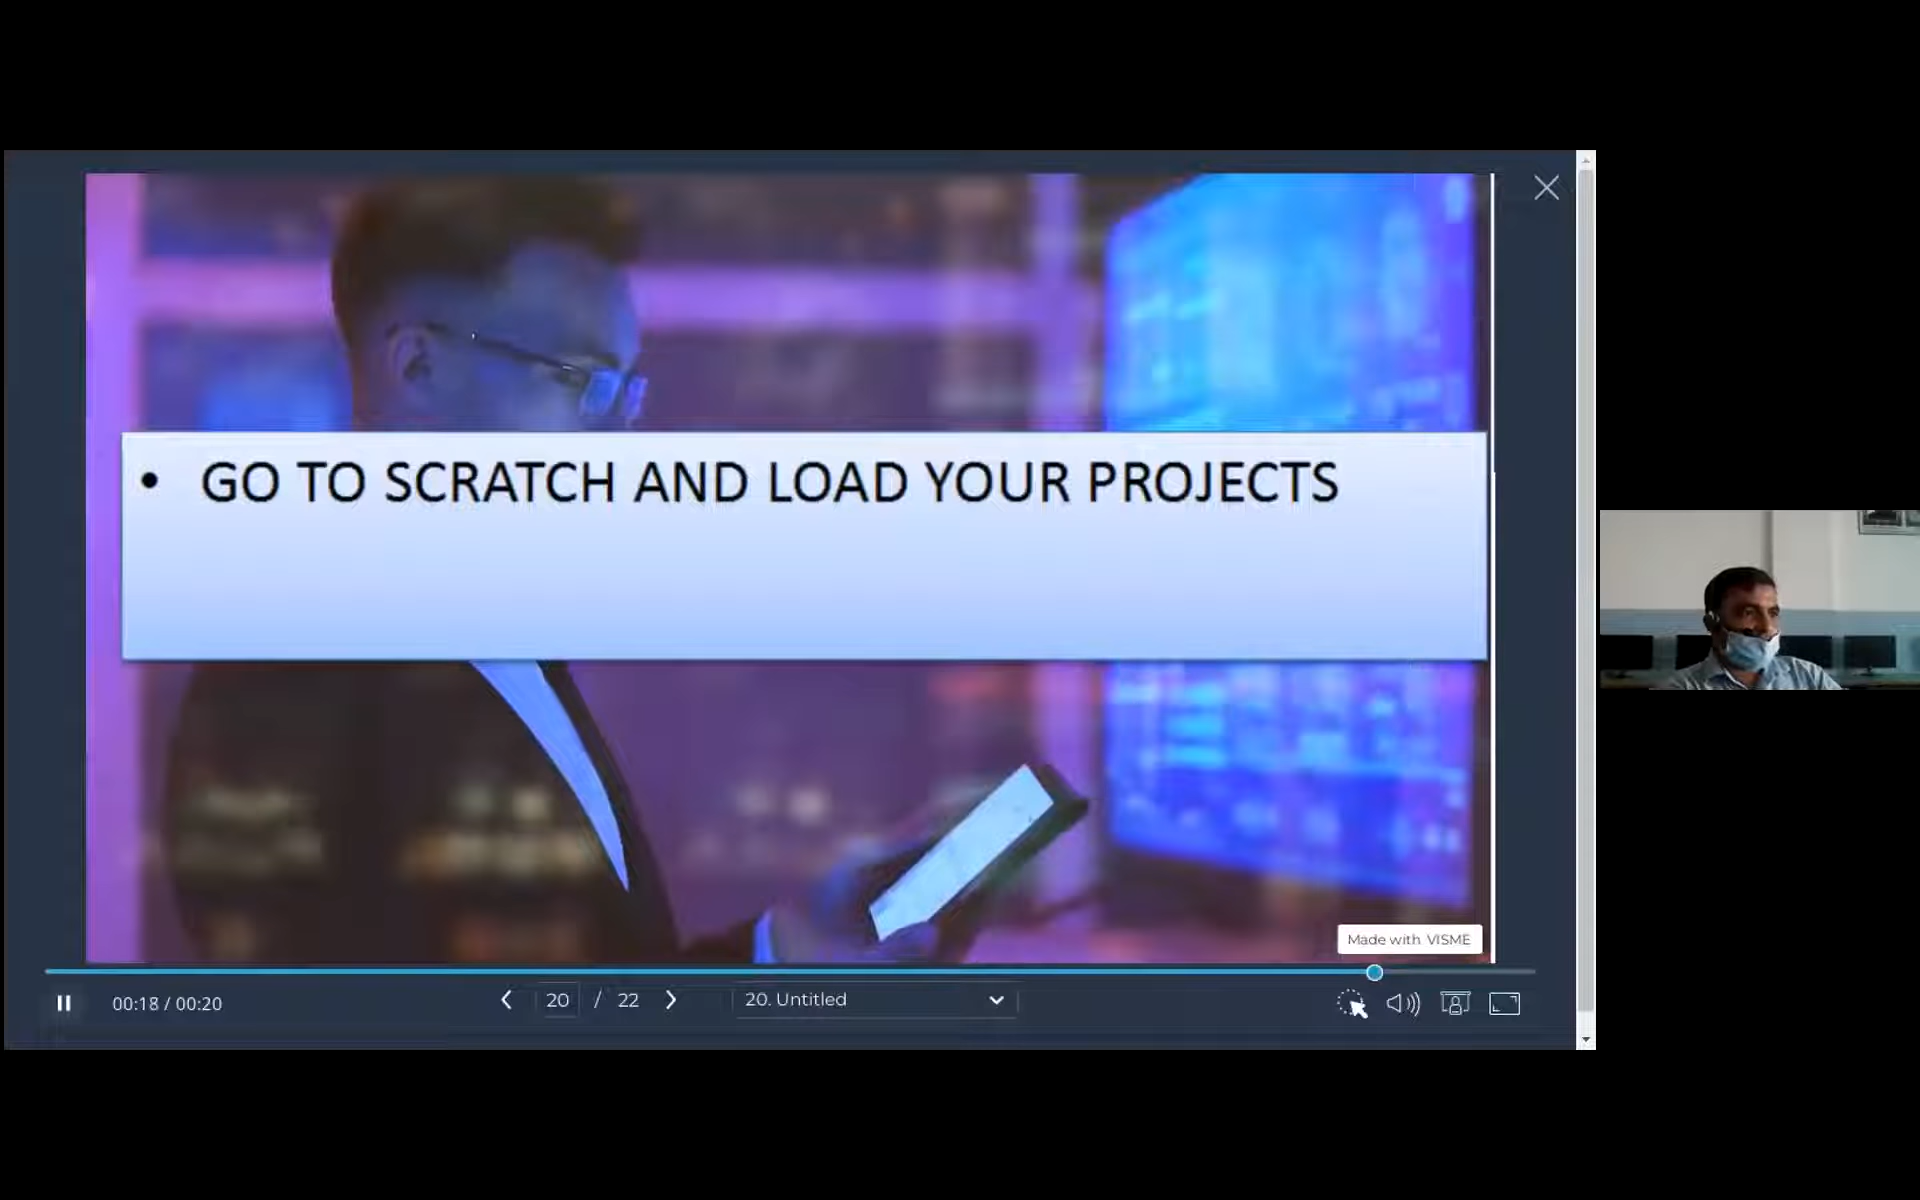 • GO TO SCRATCH AND LOAD YOUR PROJECTS
Made with VISME
00:18 / 00:20
20 / 22
20. Untitled